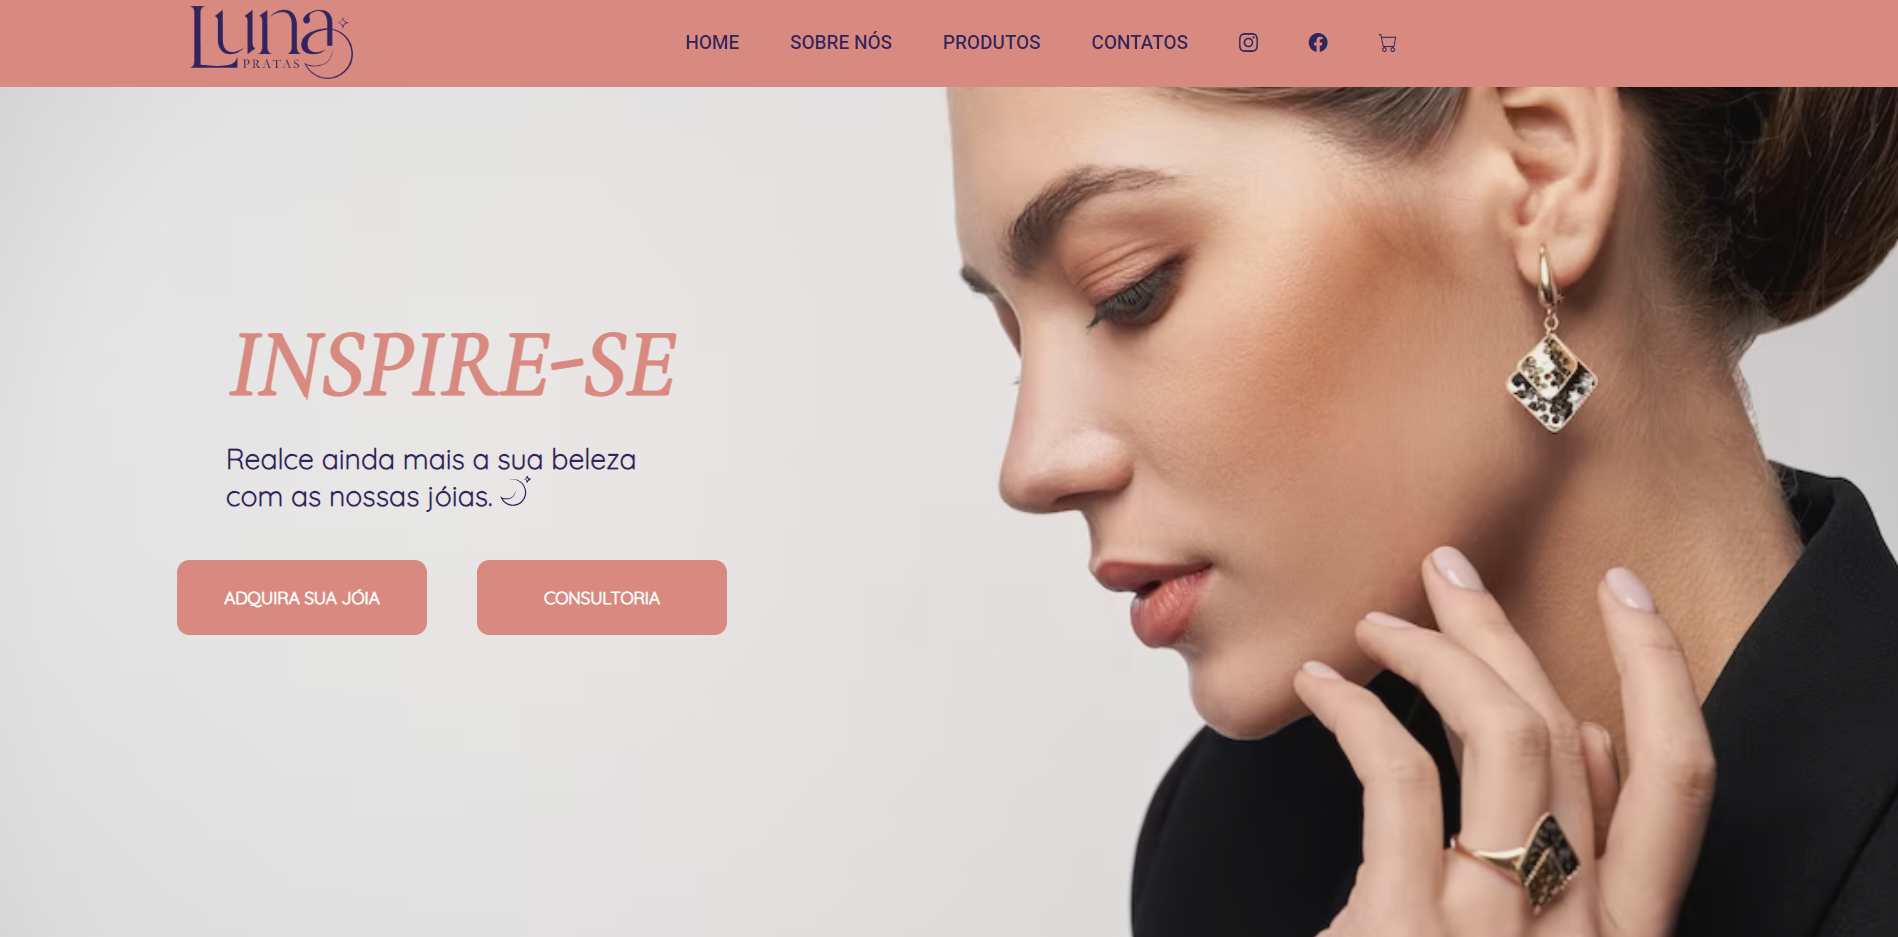 Luna
PRATAS
HOME SOBRE NÓS PRODUTOS CONTATOS
INSPIRE-SE
Realce ainda mais a sua beleza
com as nossas jóias.
ADQUIRA SUA JÓIA CONSULTORIA